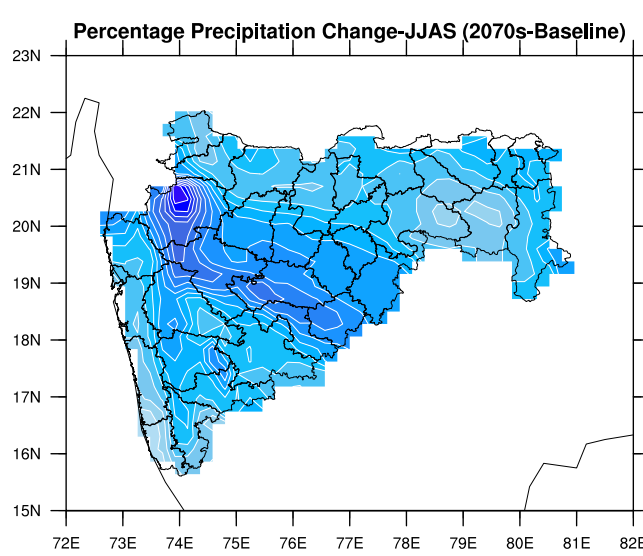 Percentage Precipitation Change-JJAS (2070s-Baseline)
23N
22N
21N
20N
19N
18N
17N
16N
15N
72E 73E 74E 75E 76E 77E 78E 79E 80E 81E 82E